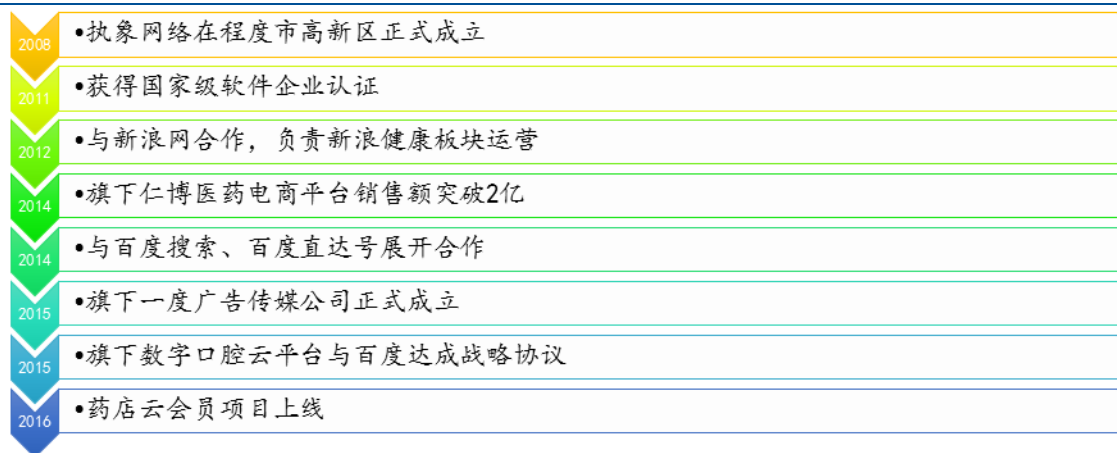 2008
•执象网络在程度市高新区正式成立
2011
•获得国家级软件企业认证
2012
•与新浪网合作，负责新浪健康板块运营
2014
•旗下仁博医药电商平台销售额突破2亿
2014
•与百度搜索、百度直达号展开合作
2015
•旗下一度广告传媒公司正式成立
2015
•旗下数字口腔云平台与百度达成战略协议
2016
•药店云会员项目上线